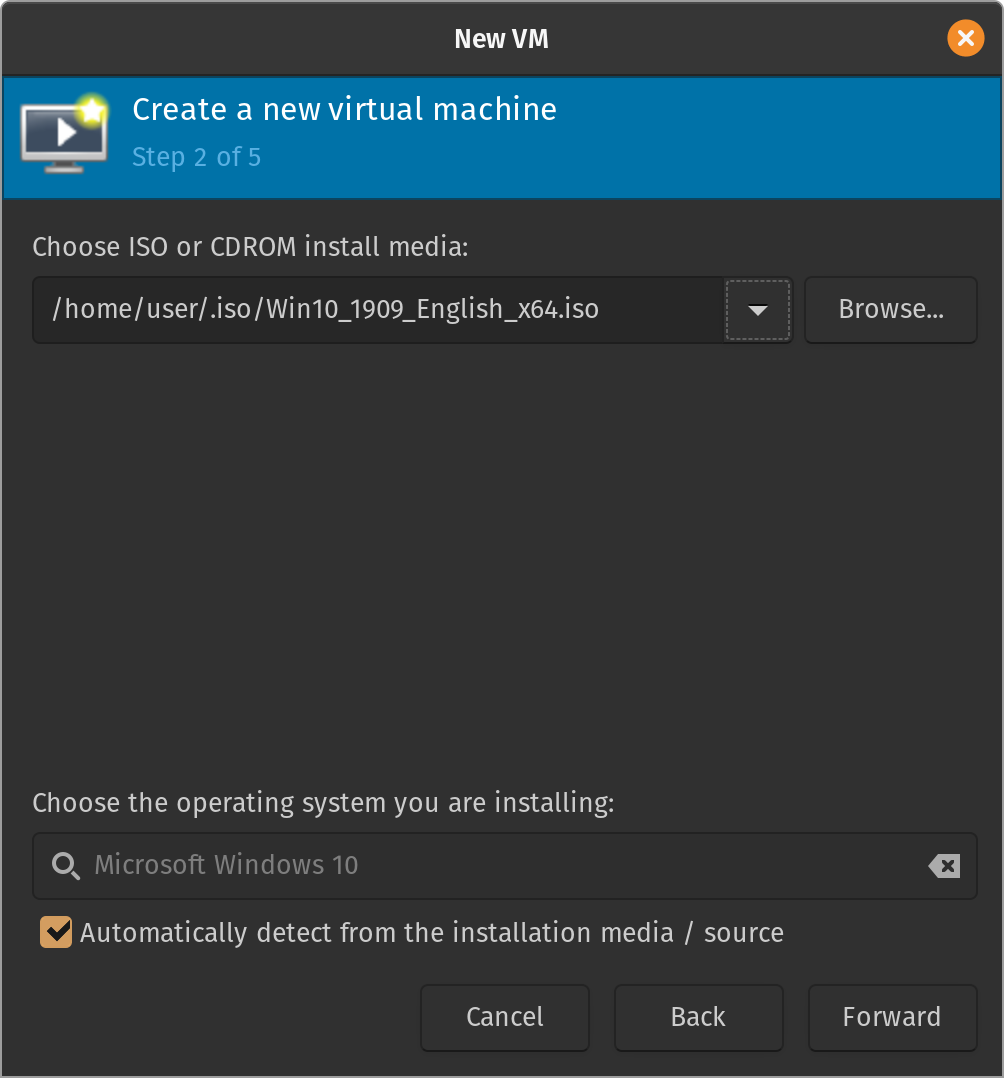 New VM
Create a new virtual machine
Step 2 of 5
Choose ISO or CDROM install media:
/home/user/.iso/Win10_1909_English_x64.iso
Browse...
Choose the operating system you are installing:
Microsoft Windows 10
Automatically detect from the installation media / source
Cancel Back Forward